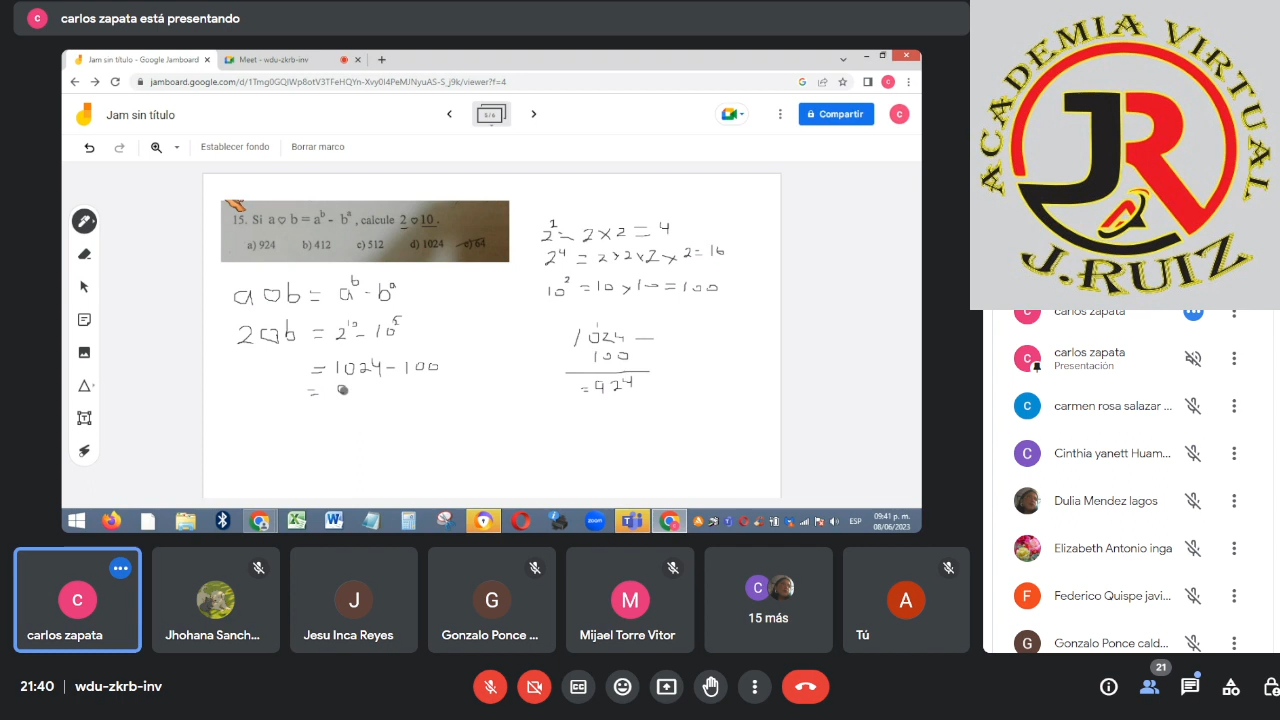 carlos zapata está presentando
Jam sin título - Google Jamboard
Meet - wdu-zkrb-inv
jamboard.google.com/d/1Tmg0GQIWp8otV3TFeHQYn-Xvy0I4PeMJNyuAS-S_j9k/viewer?f=4
Jam sin título
5/6
Compartir
Establecer fondo
Borrar marco
15. Si a ♡ b = a^b - b^a, calcule 2 ♡ 10.
a) 924 b) 412 c) 512 d) 1024 e) 64
a ♡ b = a^b - b^a
2 ♡ b = 2^10 - 10^2
= 1024 - 100
=
2^2 = 2 × 2 = 4
2^4 = 2 × 2 × 2 × 2 = 16
10^2 = 10 × 10 = 100
1024 -
100
= 924
ESP
09:41 p. m.
08/06/2023
ACADEMIA VIRTUAL
JR
J.RUIZ
carlos zapata
carlos zapata
carmen rosa salazar ...
Cinthia yanett Huam...
Dulia Mendez lagos
Elizabeth Antonio inga
Federico Quispe javi...
Gonzalo Ponce cald...
carlos zapata
Jhohana Sanch...
Jesu Inca Reyes
Gonzalo Ponce ...
Mijael Torre Vitor
15 más
Tú
21:40 | wdu-zkrb-inv
21